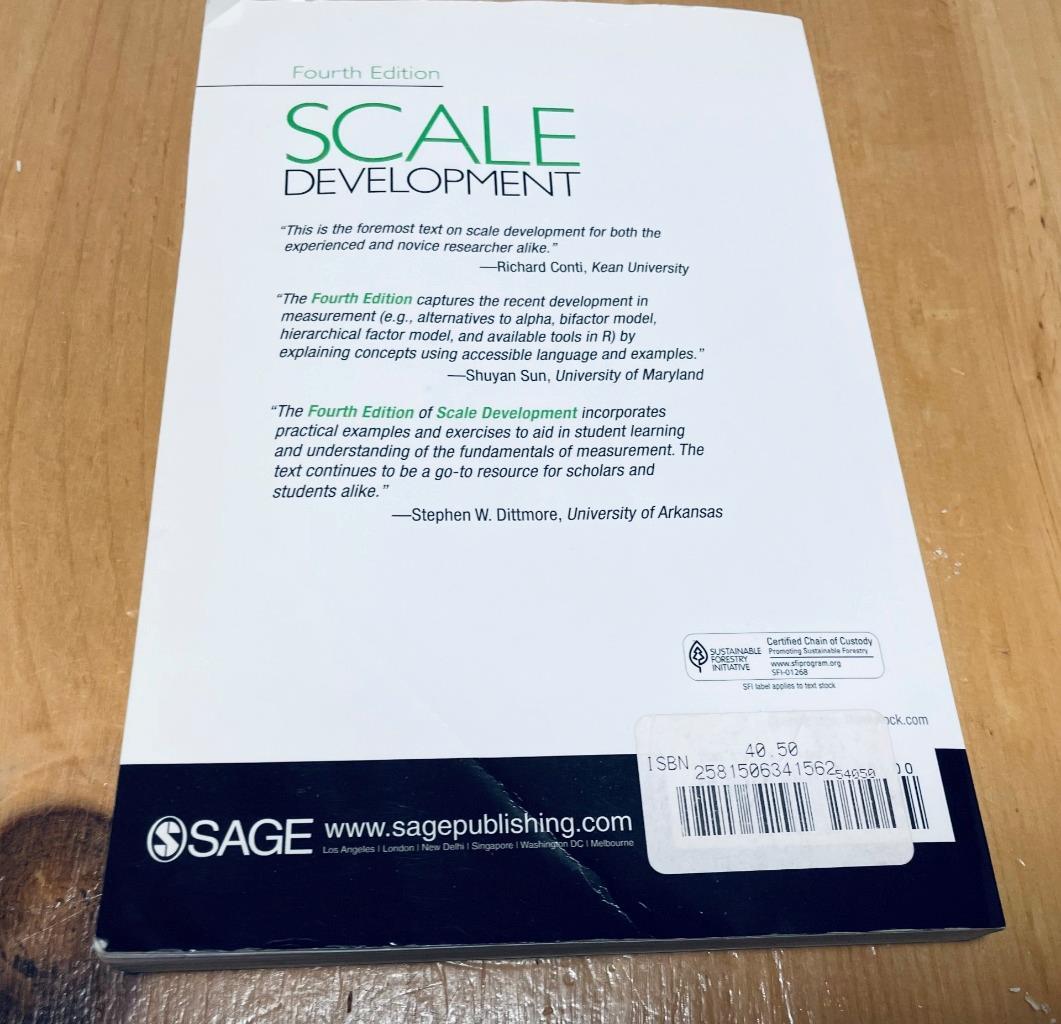 Fourth Edition
SCALE
DEVELOPMENT
“This is the foremost text on scale development for both the
experienced and novice researcher alike.”
—Richard Conti, Kean University
“The Fourth Edition captures the recent development in
measurement (e.g., alternatives to alpha, bifactor model,
hierarchical factor model, and available tools in R) by
explaining concepts using accessible language and examples.”
—Shuyan Sun, University of Maryland
“The Fourth Edition of Scale Development incorporates
practical examples and exercises to aid in student learning
and understanding of the fundamentals of measurement. The
text continues to be a go-to resource for scholars and
students alike.”
—Stephen W. Dittmore, University of Arkansas
SUSTAINABLE
FORESTRY
INITIATIVE
Certified Chain of Custody
Promoting Sustainable Forestry
www.sfiprogram.org
SFI-01268
SFI label applies to text stock
ock.com
40.50
ISBN 2581506341562 54050 00
SAGE www.sagepublishing.com
Los Angeles | London | New Delhi | Singapore | Washington DC | Melbourne